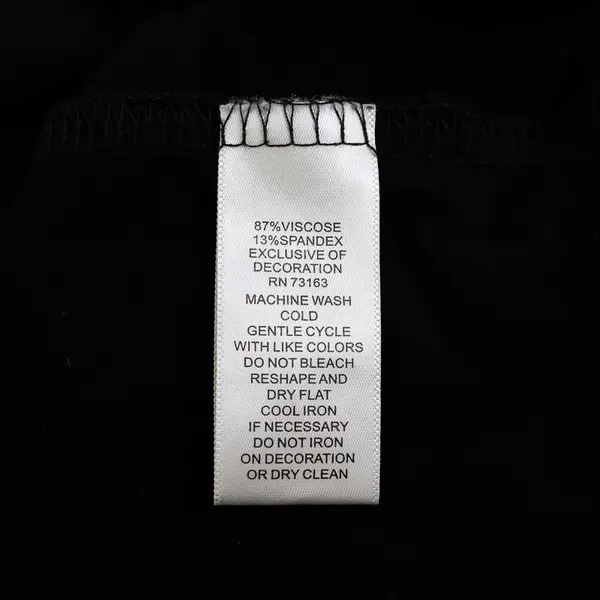 87%VISCOSE
13%SPANDEX
EXCLUSIVE OF
DECORATION
RN 73163
MACHINE WASH
COLD
GENTLE CYCLE
WITH LIKE COLORS
DO NOT BLEACH
RESHAPE AND
DRY FLAT
COOL IRON
IF NECESSARY
DO NOT IRON
ON DECORATION
OR DRY CLEAN